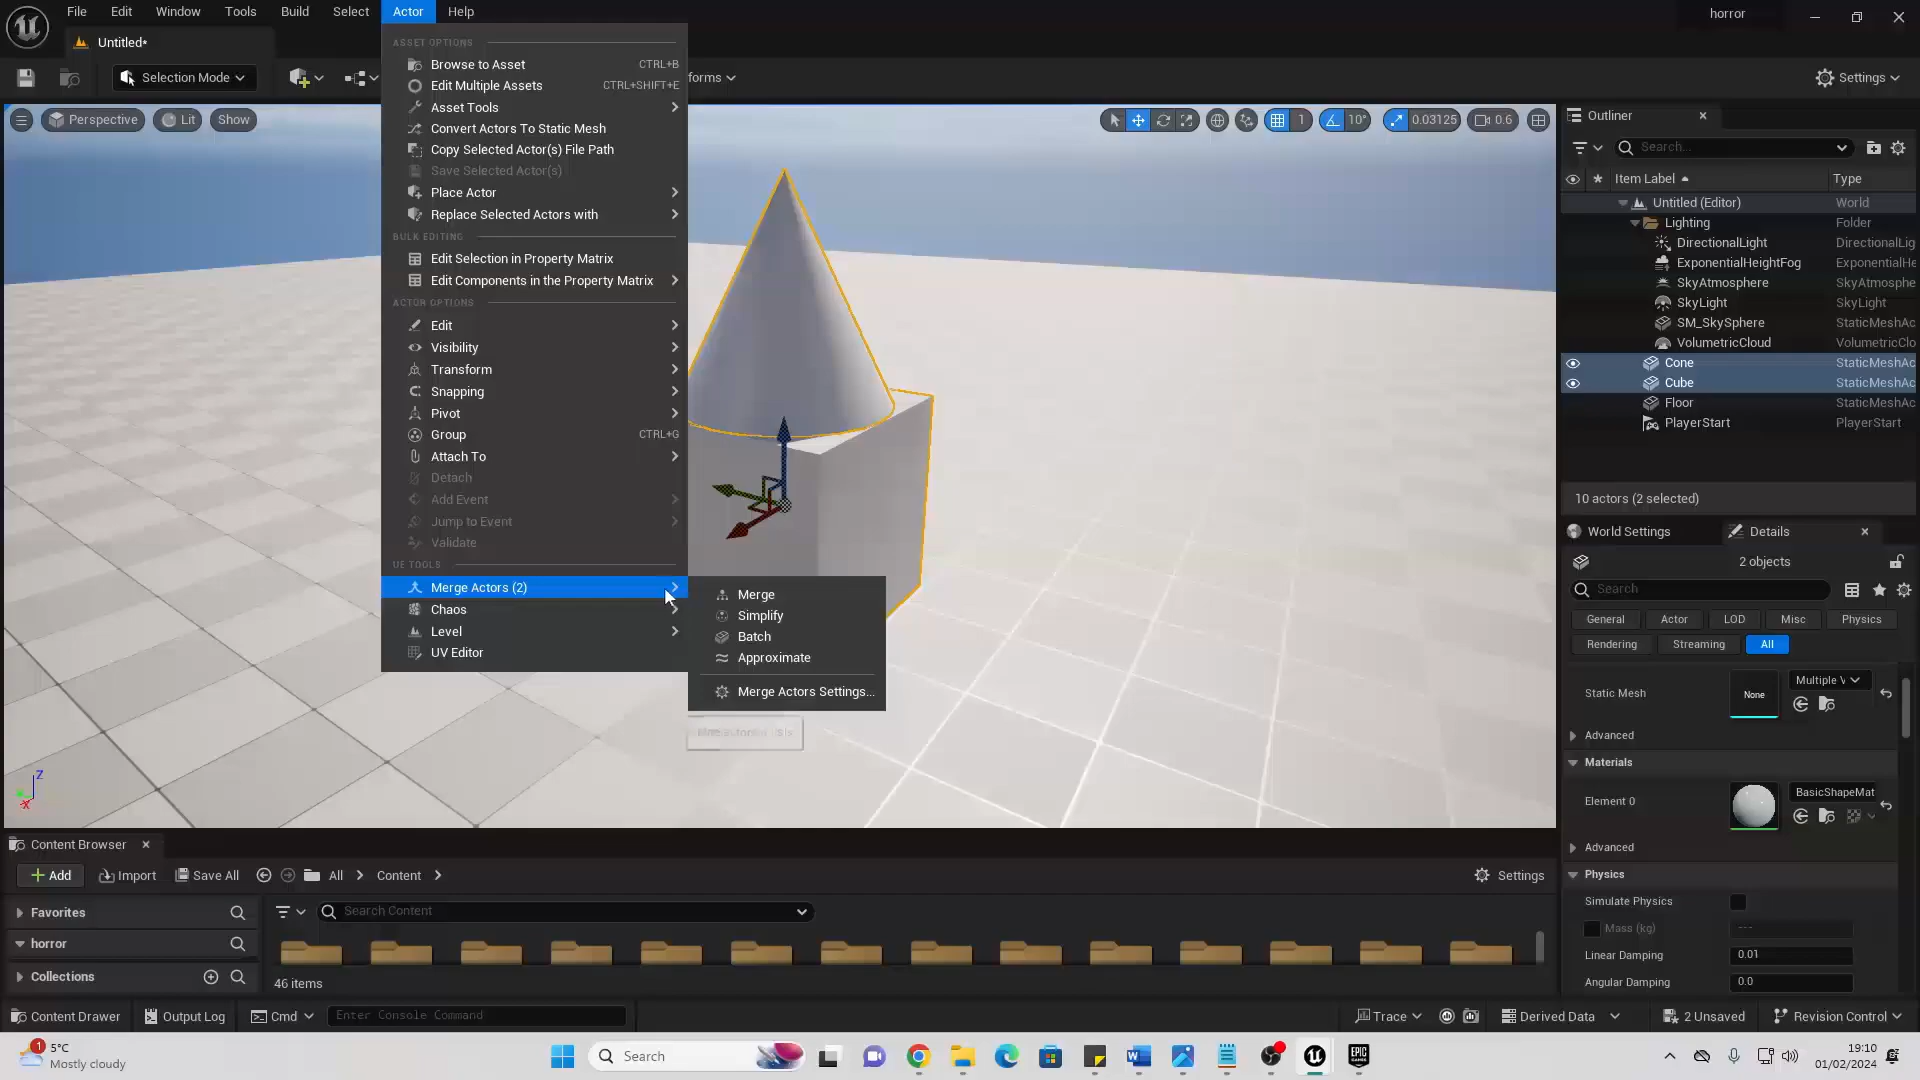 File Edit Window Tools Build Select Actor Help
horror
Untitled*
Selection Mode
forms
Settings
ASSET OPTIONS
Browse to Asset CTRL+B
Edit Multiple Assets CTRL+SHIFT+E
Asset Tools
Convert Actors To Static Mesh
Copy Selected Actor(s) File Path
Save Selected Actor(s)
Place Actor
Replace Selected Actors with
BULK EDITING
Edit Selection in Property Matrix
Edit Components in the Property Matrix
ACTOR OPTIONS
Edit
Visibility
Transform
Snapping
Pivot
Group CTRL+G
Attach To
Detach
Add Event
Jump to Event
Validate
UE TOOLS
Merge Actors (2)
Chaos
Level
UV Editor
Merge
Simplify
Batch
Approximate
Merge Actors Settings...
Perspective Lit Show
1 10° 0.03125 0.6
Z
X
Outliner
Search...
Item Label Type
Untitled (Editor) World
Lighting Folder
DirectionalLight DirectionalLig
ExponentialHeightFog ExponentialHe
SkyAtmosphere SkyAtmosphe
SkyLight SkyLight
SM_SkySphere StaticMeshAc
VolumetricCloud VolumetricClo
Cone StaticMeshAc
Cube StaticMeshAc
Floor StaticMeshAc
PlayerStart PlayerStart
10 actors (2 selected)
World Settings Details
2 objects
Search
General Actor LOD Misc Physics
Rendering Streaming All
Static Mesh None Multiple V
Advanced
Materials
Element 0 BasicShapeMat
Advanced
Physics
Simulate Physics
Mass (kg) ---
Linear Damping 0.01
Angular Damping 0.0
Content Browser
Add Import Save All All Content Settings
Favorites
horror
Collections
Search Content
46 items
Content Drawer Output Log Cmd Enter Console Command Trace Derived Data 2 Unsaved Revision Control
1
5°C
Mostly cloudy
Search
EPIC
GAMES
19:10
01/02/2024